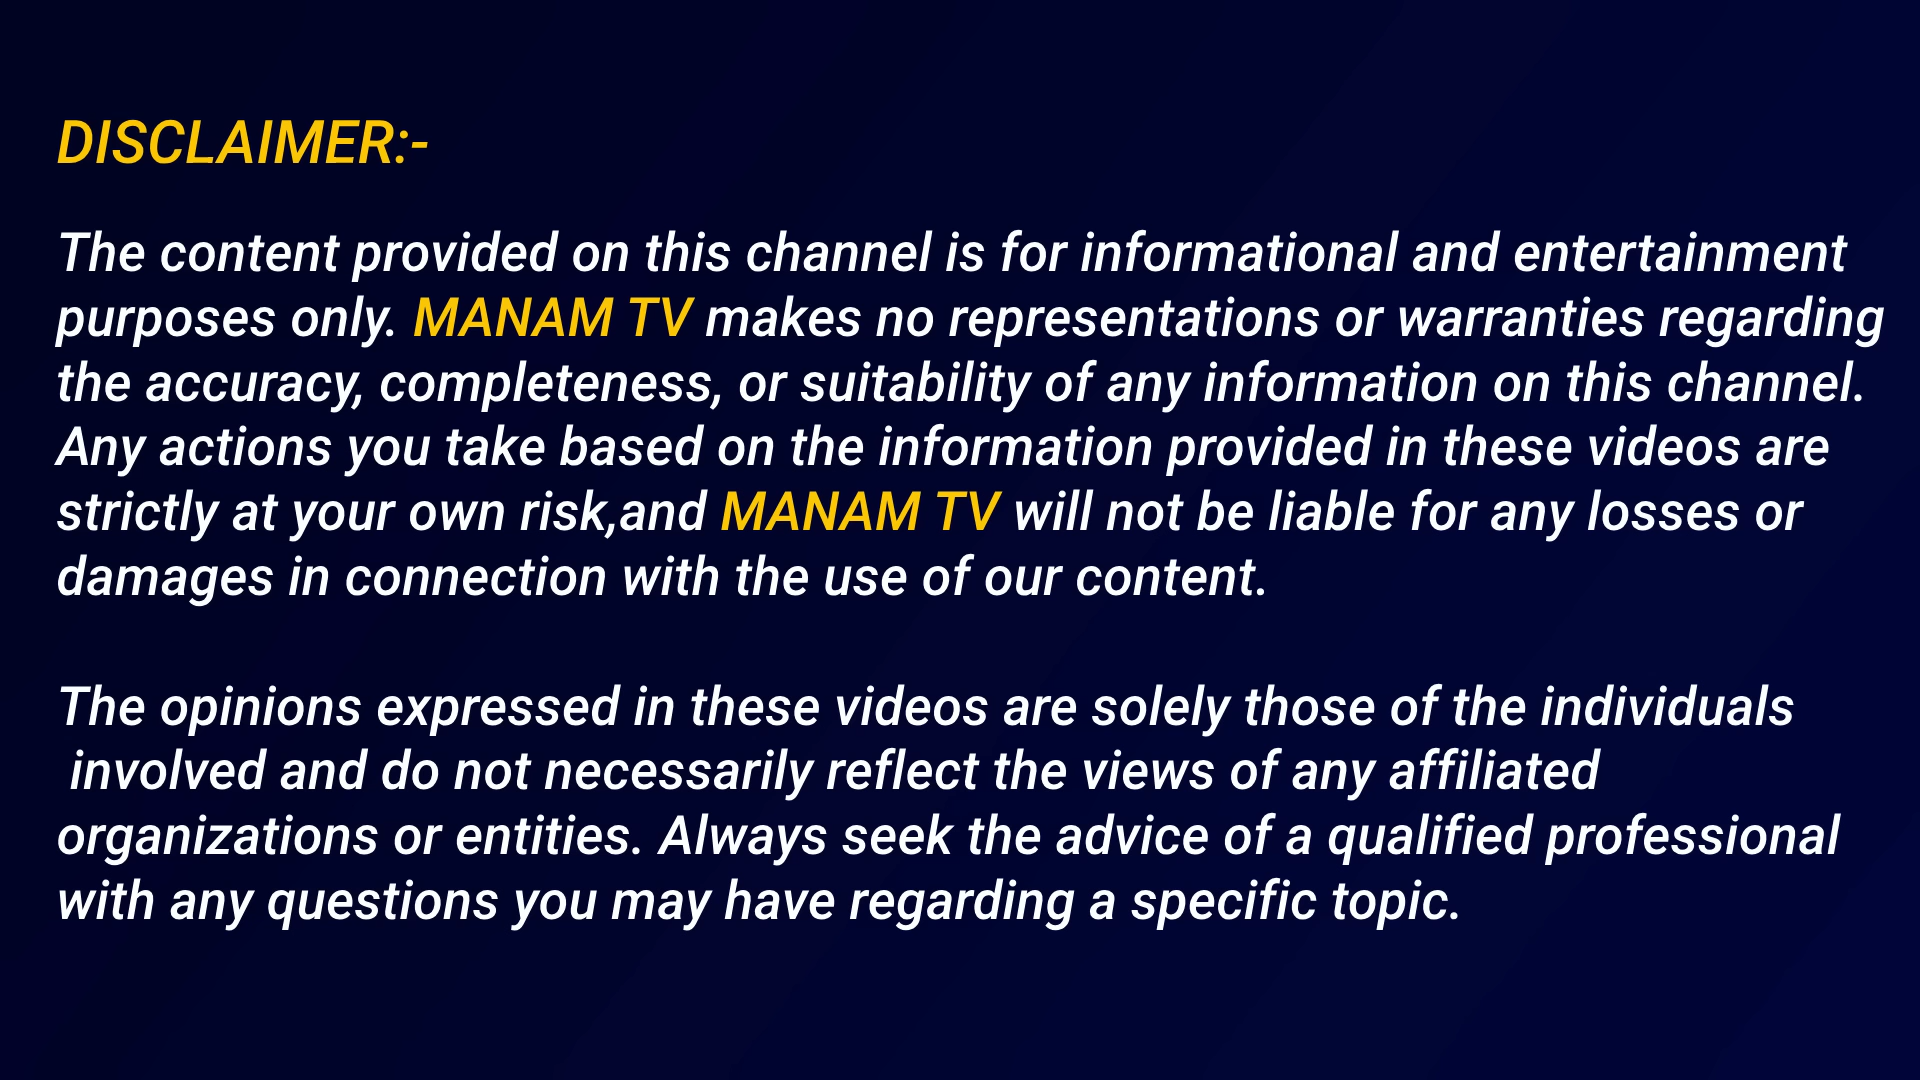 DISCLAIMER:-
The content provided on this channel is for informational and entertainment
purposes only. MANAM TV makes no representations or warranties regarding
the accuracy, completeness, or suitability of any information on this channel.
Any actions you take based on the information provided in these videos are
strictly at your own risk,and MANAM TV will not be liable for any losses or
damages in connection with the use of our content.
The opinions expressed in these videos are solely those of the individuals
involved and do not necessarily reflect the views of any affiliated
organizations or entities. Always seek the advice of a qualified professional
with any questions you may have regarding a specific topic.